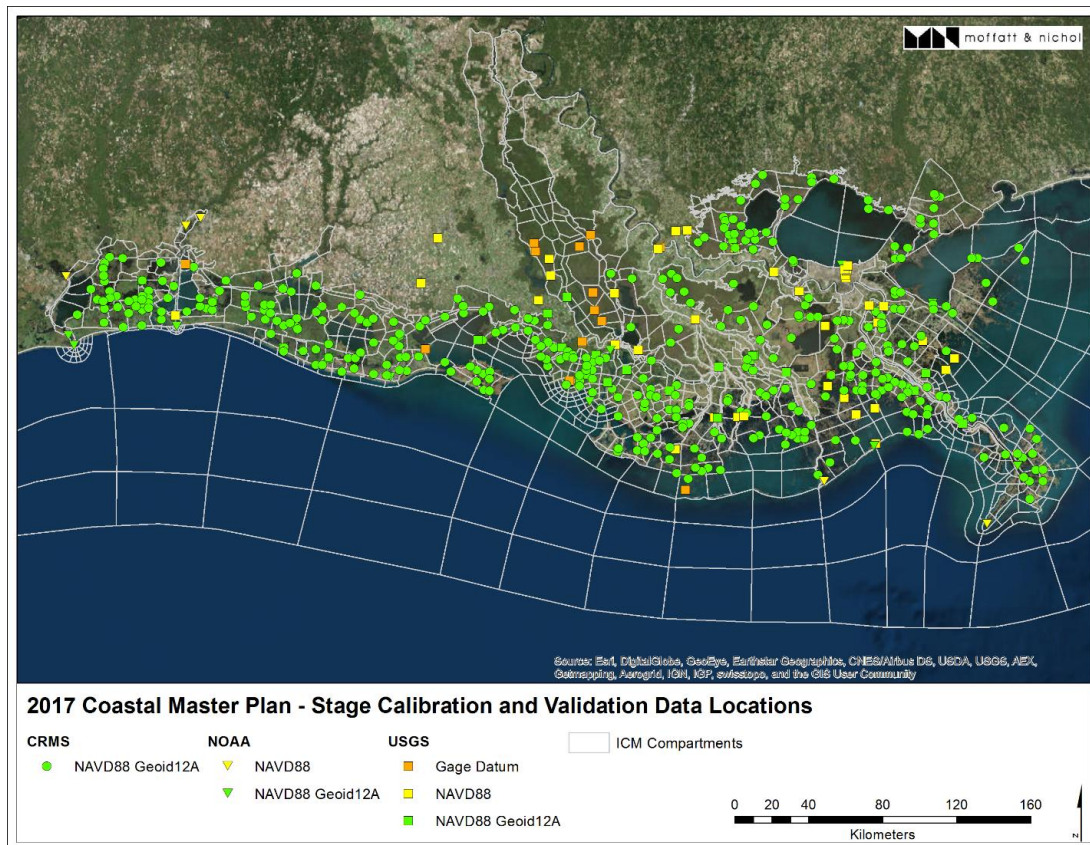 moffatt & nichol
Source: Esri, DigitalGlobe, GeoEye, Earthstar Geographics, CNES/Airbus DS, USDA, USGS, AEX,
Getmapping, Aerogrid, IGN, IGP, swisstopo, and the GIS User Community
2017 Coastal Master Plan - Stage Calibration and Validation Data Locations
CRMS
NAVD88 Geoid12A
NOAA
NAVD88
NAVD88 Geoid12A
USGS
Gage Datum
NAVD88
NAVD88 Geoid12A
ICM Compartments
0 10 20 40 80 120 160
Kilometers
N